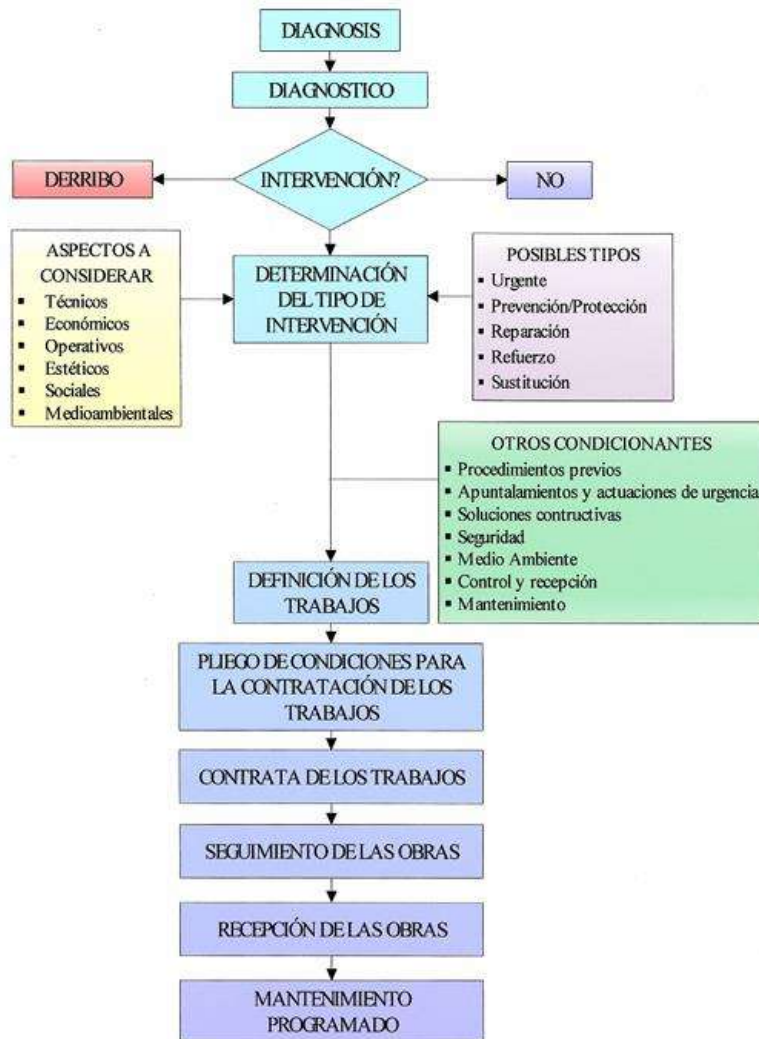 DIAGNOSIS
DIAGNOSTICO
DERRIBO
INTERVENCIÓN?
NO
ASPECTOS A
CONSIDERAR
▪ Técnicos
▪ Económicos
▪ Operativos
▪ Estéticos
▪ Sociales
▪ Medioambientales
DETERMINACIÓN
DEL TIPO DE
INTERVENCIÓN
POSIBLES TIPOS
▪ Urgente
▪ Prevención/Protección
▪ Reparación
▪ Refuerzo
▪ Sustitución
OTROS CONDICIONANTES
▪ Procedimientos previos
▪ Apuntalamientos y actuaciones de urgencia
▪ Soluciones contructivas
▪ Seguridad
▪ Medio Ambiente
▪ Control y recepción
▪ Mantenimiento
DEFINICIÓN DE LOS
TRABAJOS
PLIEGO DE CONDICIONES PARA
LA CONTRATACIÓN DE LOS
TRABAJOS
CONTRATA DE LOS TRABAJOS
SEGUIMIENTO DE LAS OBRAS
RECEPCIÓN DE LAS OBRAS
MANTENIMIENTO
PROGRAMADO